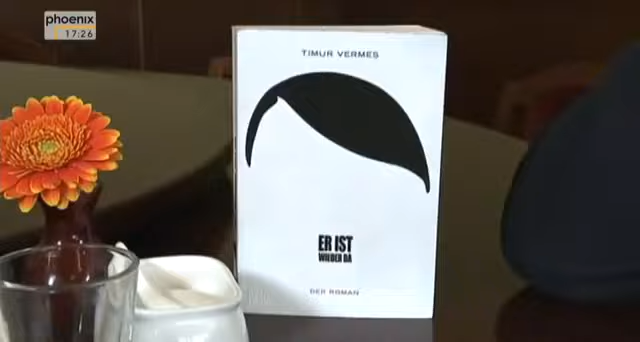 phoenix
17:26
TIMUR VERMES
ER IST
WIEDER DA
DER ROMAN